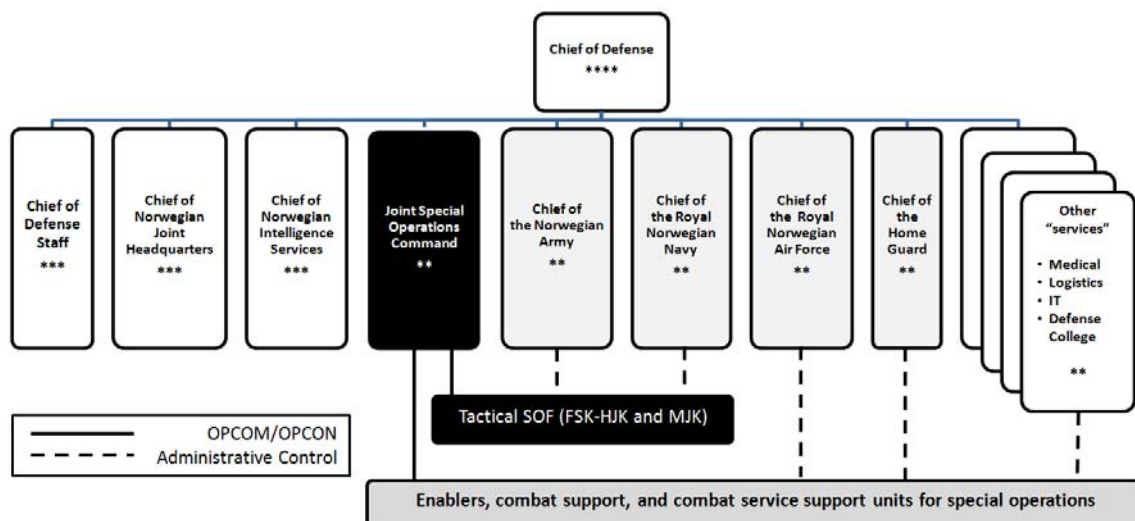 Chief of Defense
****
Chief of
Defense
Staff
***
Chief of
Norwegian
Joint
Headquarters
***
Chief of
Norwegian
Intelligence
Services
***
Joint Special
Operations
Command
**
Chief of
the Norwegian
Army
**
Chief of
the Royal
Norwegian
Navy
**
Chief of
the Royal
Norwegian
Air Force
**
Chief of
the
Home
Guard
**
Other
“services”
• Medical
• Logistics
• IT
• Defense
College
**
Tactical SOF (FSK-HJK and MJK)
OPCOM/OPCON
Administrative Control
Enablers, combat support, and combat service support units for special operations